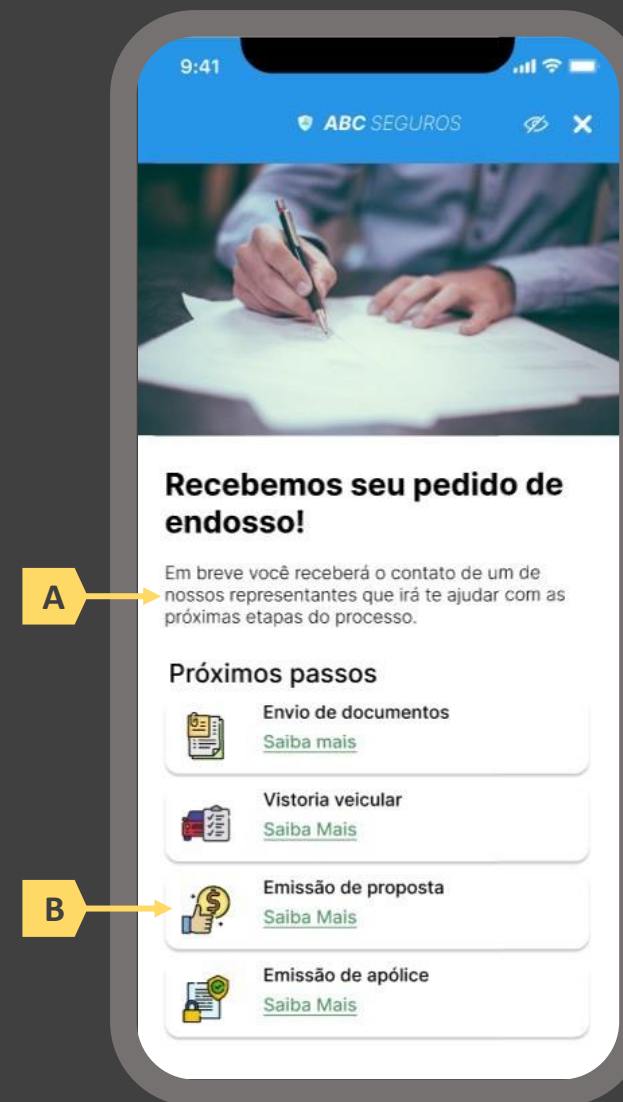 9:41
ABC SEGUROS
Recebemos seu pedido de
endosso!
Em breve você receberá o contato de um de
A
nossos representantes que irá te ajudar com as
próximas etapas do processo.
Próximos passos
Envio de documentos
Saiba mais
Vistoria veicular
Saiba Mais
Emissão de proposta
B
Saiba Mais
Emissão de apólice
Saiba Mais